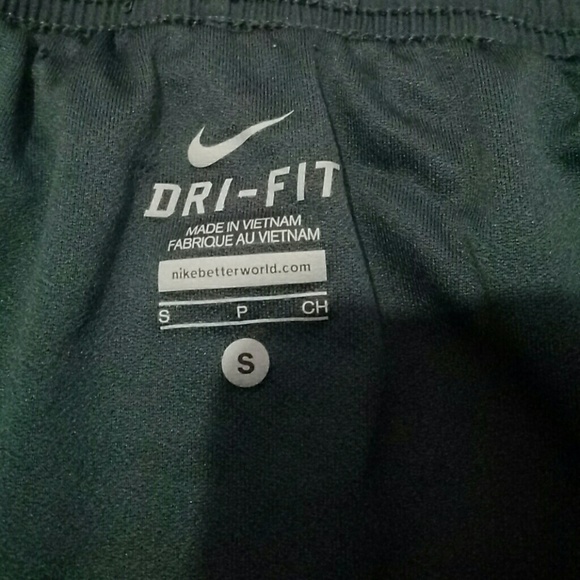 DRI-FIT
MADE IN VIETNAM
FABRIQUE AU VIETNAM
nikebetterworld.com
S P CH
S